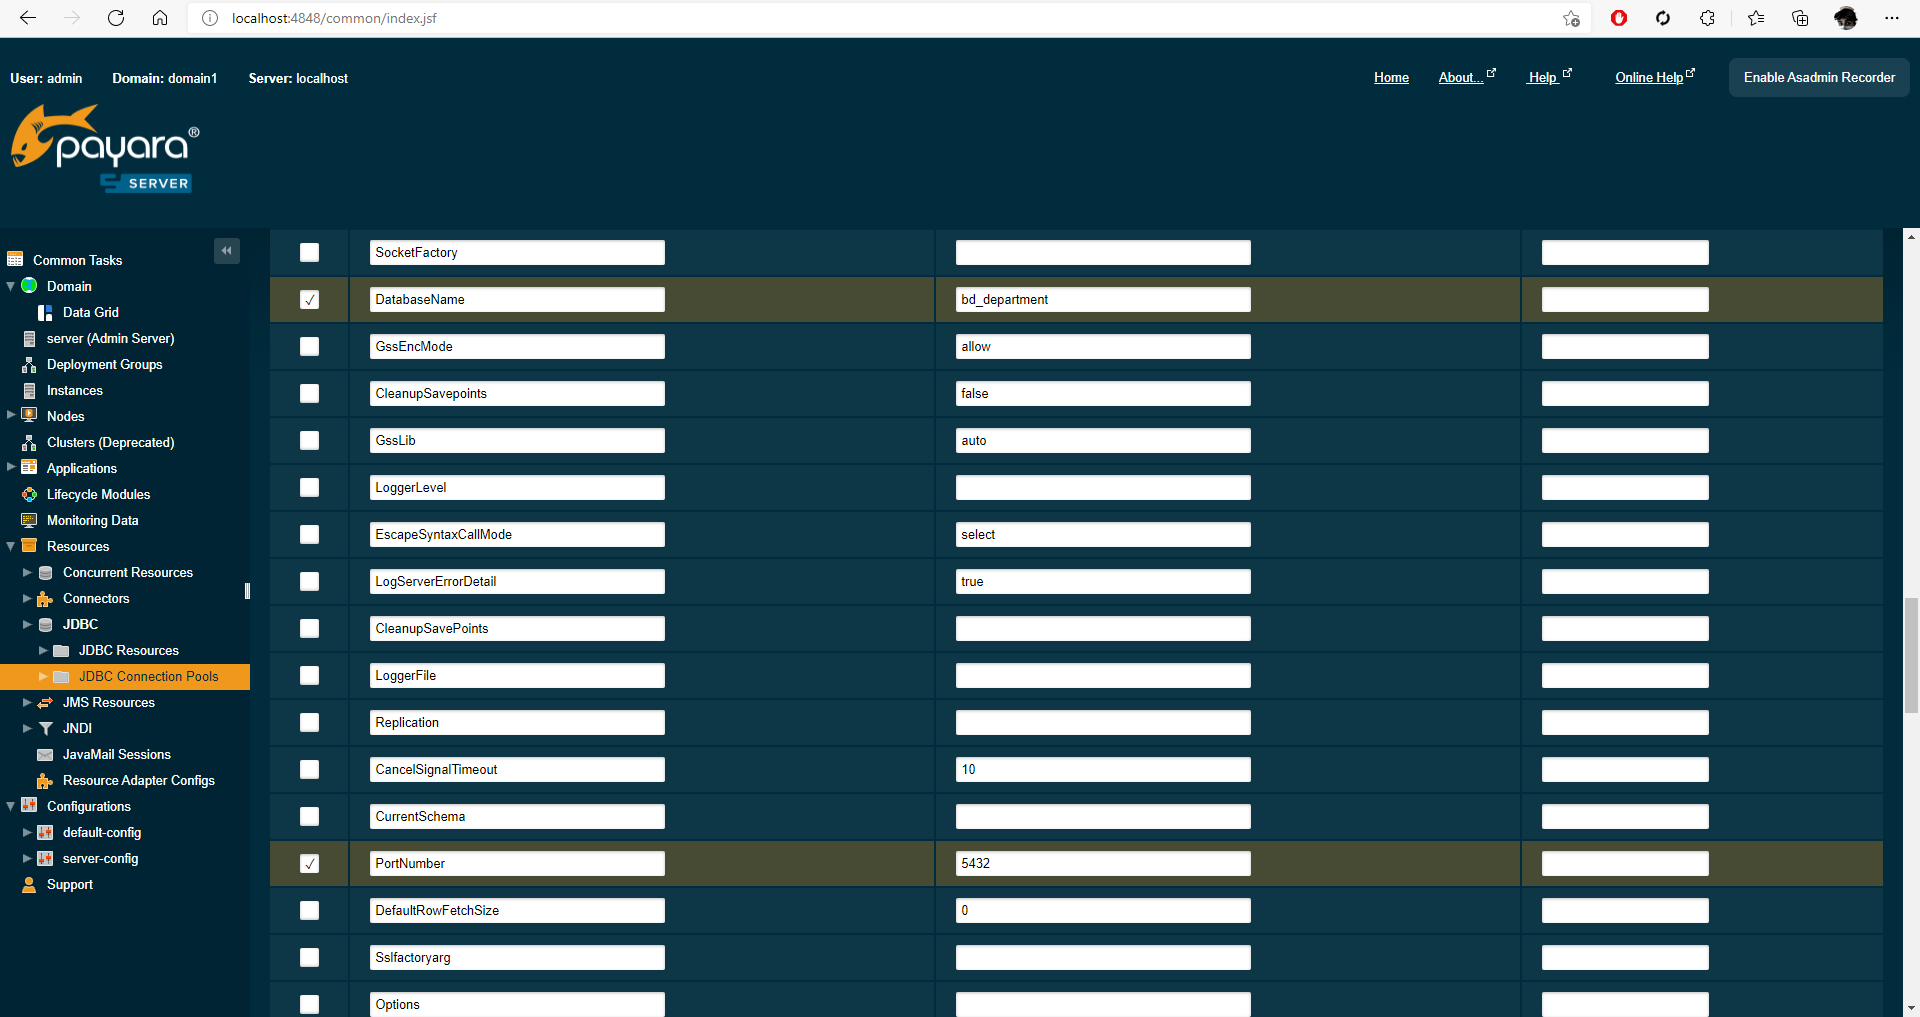 localhost:4848/common/index.jsf
User: admin Domain: domain1 Server: localhost
Home About... Help Online Help Enable Asadmin Recorder
payara®
SERVER
Common Tasks
Domain
Data Grid
server (Admin Server)
Deployment Groups
Instances
Nodes
Clusters (Deprecated)
Applications
Lifecycle Modules
Monitoring Data
Resources
Concurrent Resources
Connectors
JDBC
JDBC Resources
JDBC Connection Pools
JMS Resources
JNDI
JavaMail Sessions
Resource Adapter Configs
Configurations
default-config
server-config
Support
SocketFactory
DatabaseName bd_department
GssEncMode allow
CleanupSavepoints false
GssLib auto
LoggerLevel
EscapeSyntaxCallMode select
LogServerErrorDetail true
CleanupSavePoints
LoggerFile
Replication
CancelSignalTimeout 10
CurrentSchema
PortNumber 5432
DefaultRowFetchSize 0
Sslfactoryarg
Options